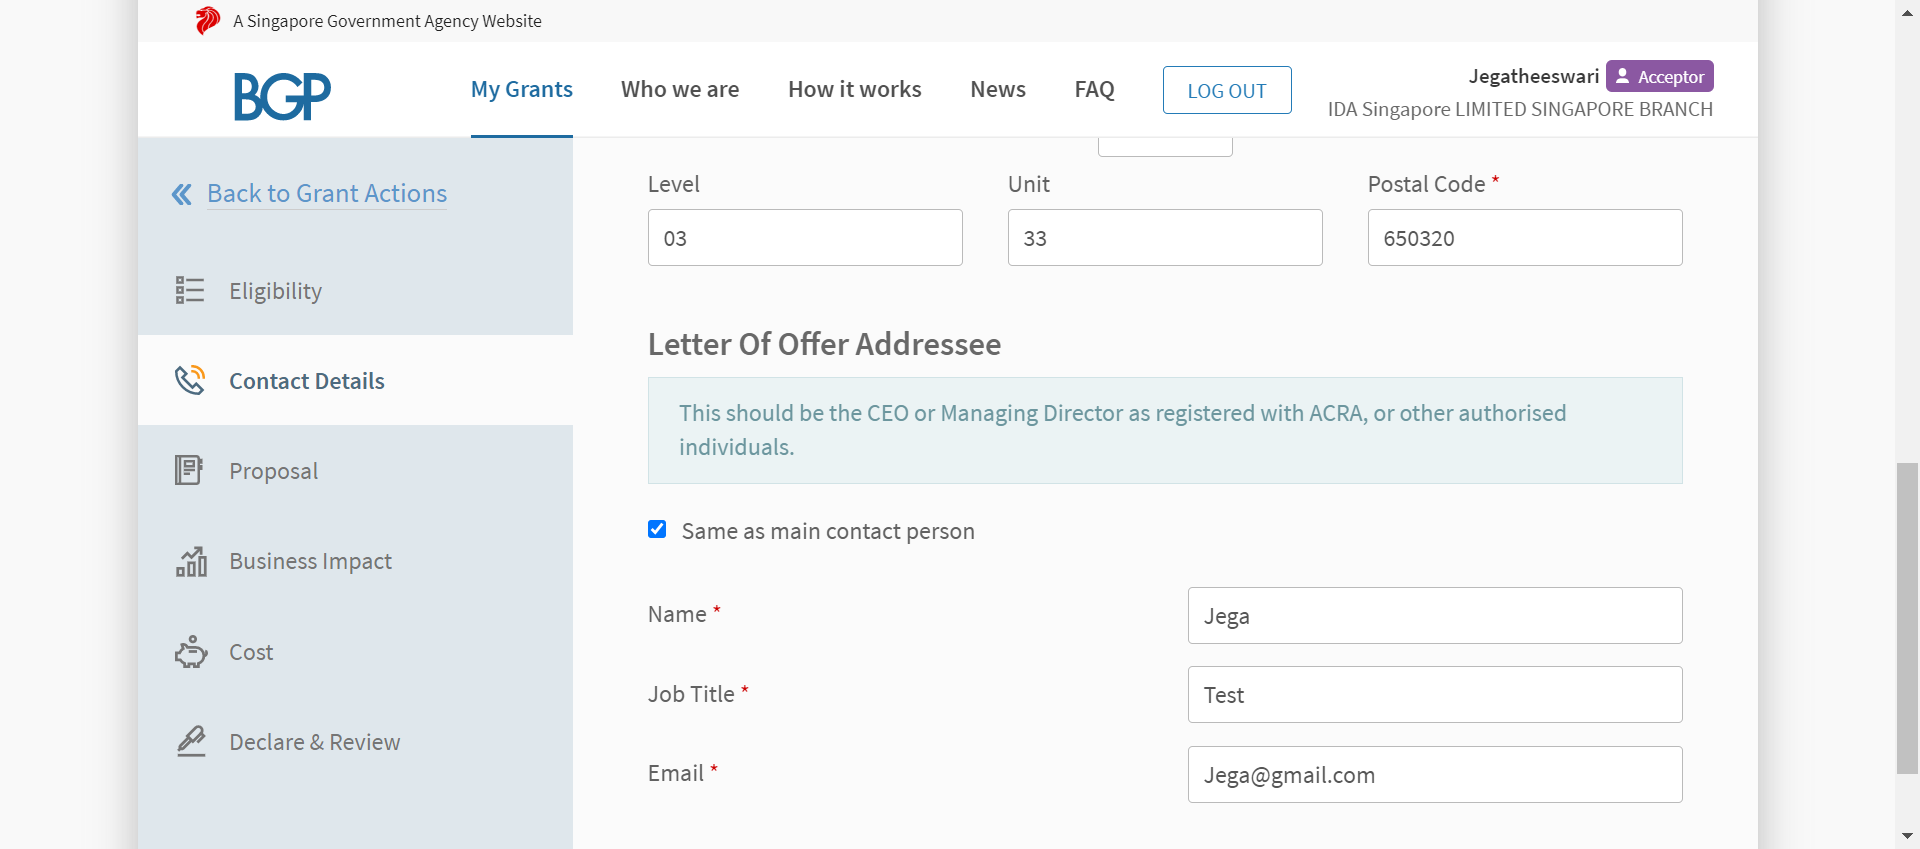 A Singapore Government Agency Website
BGP
My Grants
Who we are
How it works
News
FAQ
LOG OUT
Jegatheeswari
Acceptor
IDA Singapore LIMITED SINGAPORE BRANCH
Back to Grant Actions
Eligibility
Contact Details
Proposal
Business Impact
Cost
Declare & Review
Level
Unit
Postal Code *
03
33
650320
Letter Of Offer Addressee
This should be the CEO or Managing Director as registered with ACRA, or other authorised
individuals.
Same as main contact person
Name *
Jega
Job Title *
Test
Email *
Jega@gmail.com